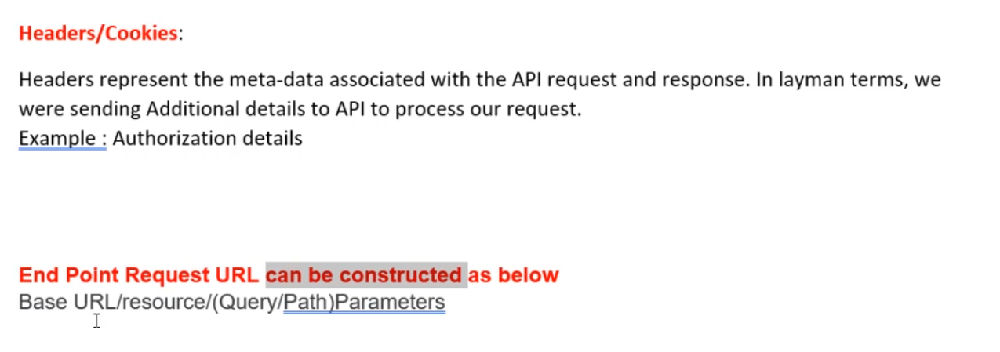 Headers/Cookies:
Headers represent the meta-data associated with the API request and response. In layman terms, we
were sending Additional details to API to process our request.
Example : Authorization details
End Point Request URL can be constructed as below
Base URL/resource/(Query/Path)Parameters